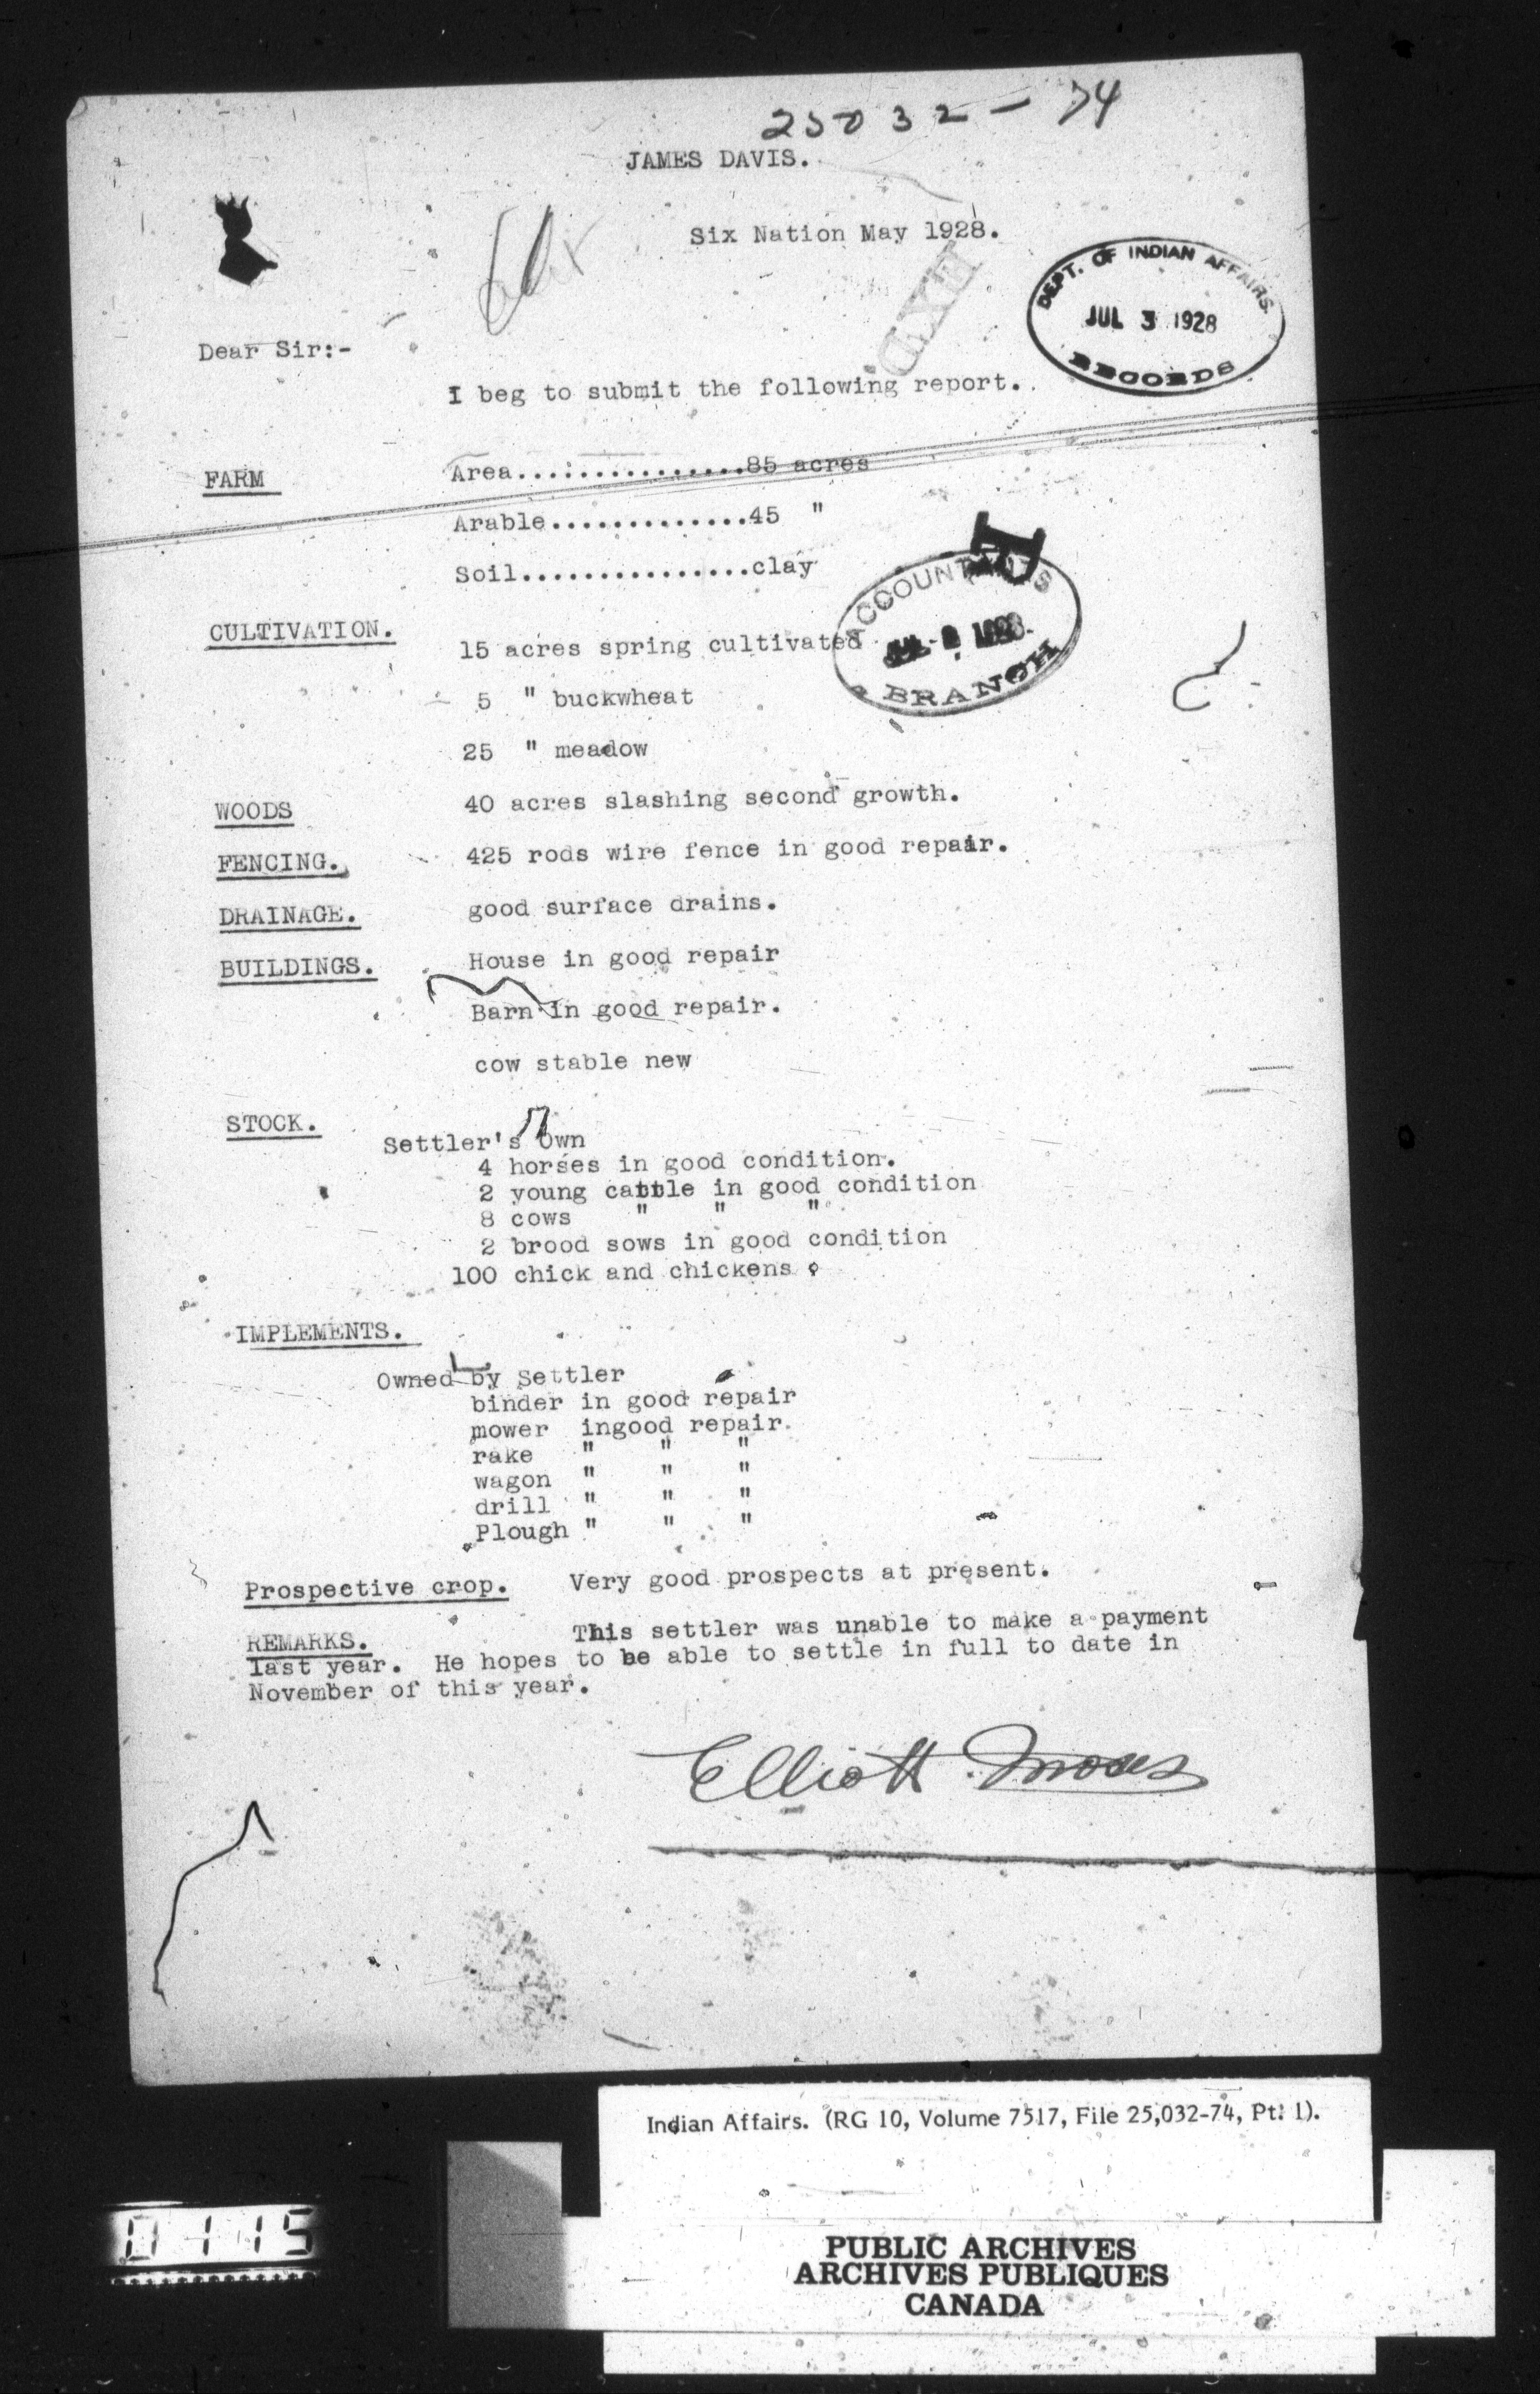 25032-74
JAMES DAVIS.
Six Nation May 1928.
DEPT. OF INDIAN AFFAIRS.
JUL 3 1928
RECORDS
Dear Sir:-
I beg to submit the following report.
FARM Area................85 acres
Arable.............45 "
Soil...............clay
ACCOUNTANTS
1928.
BRANCH
CULTIVATION.
15 acres spring cultivated
5 " buckwheat
25 " meadow
WOODS 40 acres slashing second growth.
FENCING. 425 rods wire fence in good repair.
DRAINAGE. good surface drains.
BUILDINGS. House in good repair
Barn in good repair.
cow stable new
STOCK.
Settler's Own
4 horses in good condition.
2 young cattle in good condition
8 cows " " "
2 brood sows in good condition
100 chick and chickens
IMPLEMENTS.
Owned by Settler
binder in good repair
mower ingood repair.
rake " " "
wagon " " "
drill " " "
Plough " " "
Prospective crop. Very good prospects at present.
REMARKS. This settler was unable to make a payment
last year. He hopes to be able to settle in full to date in
November of this year.
Elliott Moses
Indian Affairs. (RG 10, Volume 7517, File 25,032-74, Pt. 1).
0115
PUBLIC ARCHIVES
ARCHIVES PUBLIQUES
CANADA